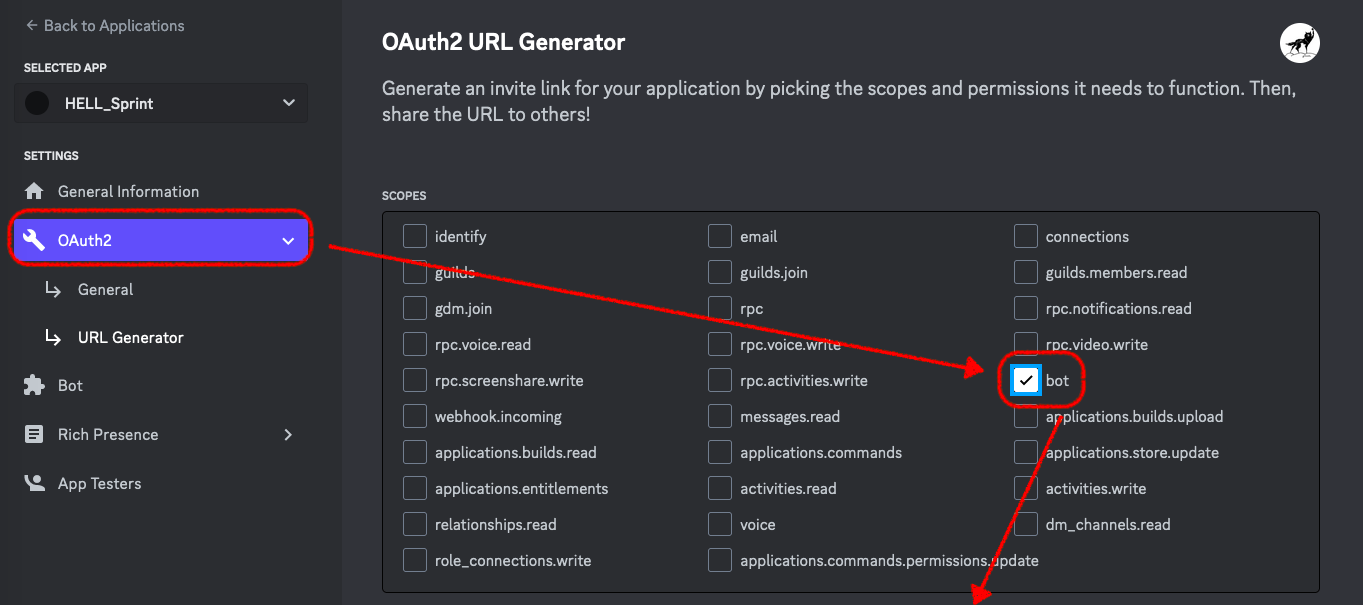 ← Back to Applications
SELECTED APP
HELL_Sprint
SETTINGS
General Information
OAuth2
General
URL Generator
Bot
Rich Presence
App Testers
OAuth2 URL Generator
Generate an invite link for your application by picking the scopes and permissions it needs to function. Then,
share the URL to others!
SCOPES
identify email connections
guilds guilds.join guilds.members.read
gdm.join rpc rpc.notifications.read
rpc.voice.read rpc.voice.write rpc.video.write
rpc.screenshare.write rpc.activities.write bot
webhook.incoming messages.read applications.builds.upload
applications.builds.read applications.commands applications.store.update
applications.entitlements activities.read activities.write
relationships.read voice dm_channels.read
role_connections.write applications.commands.permissions.update